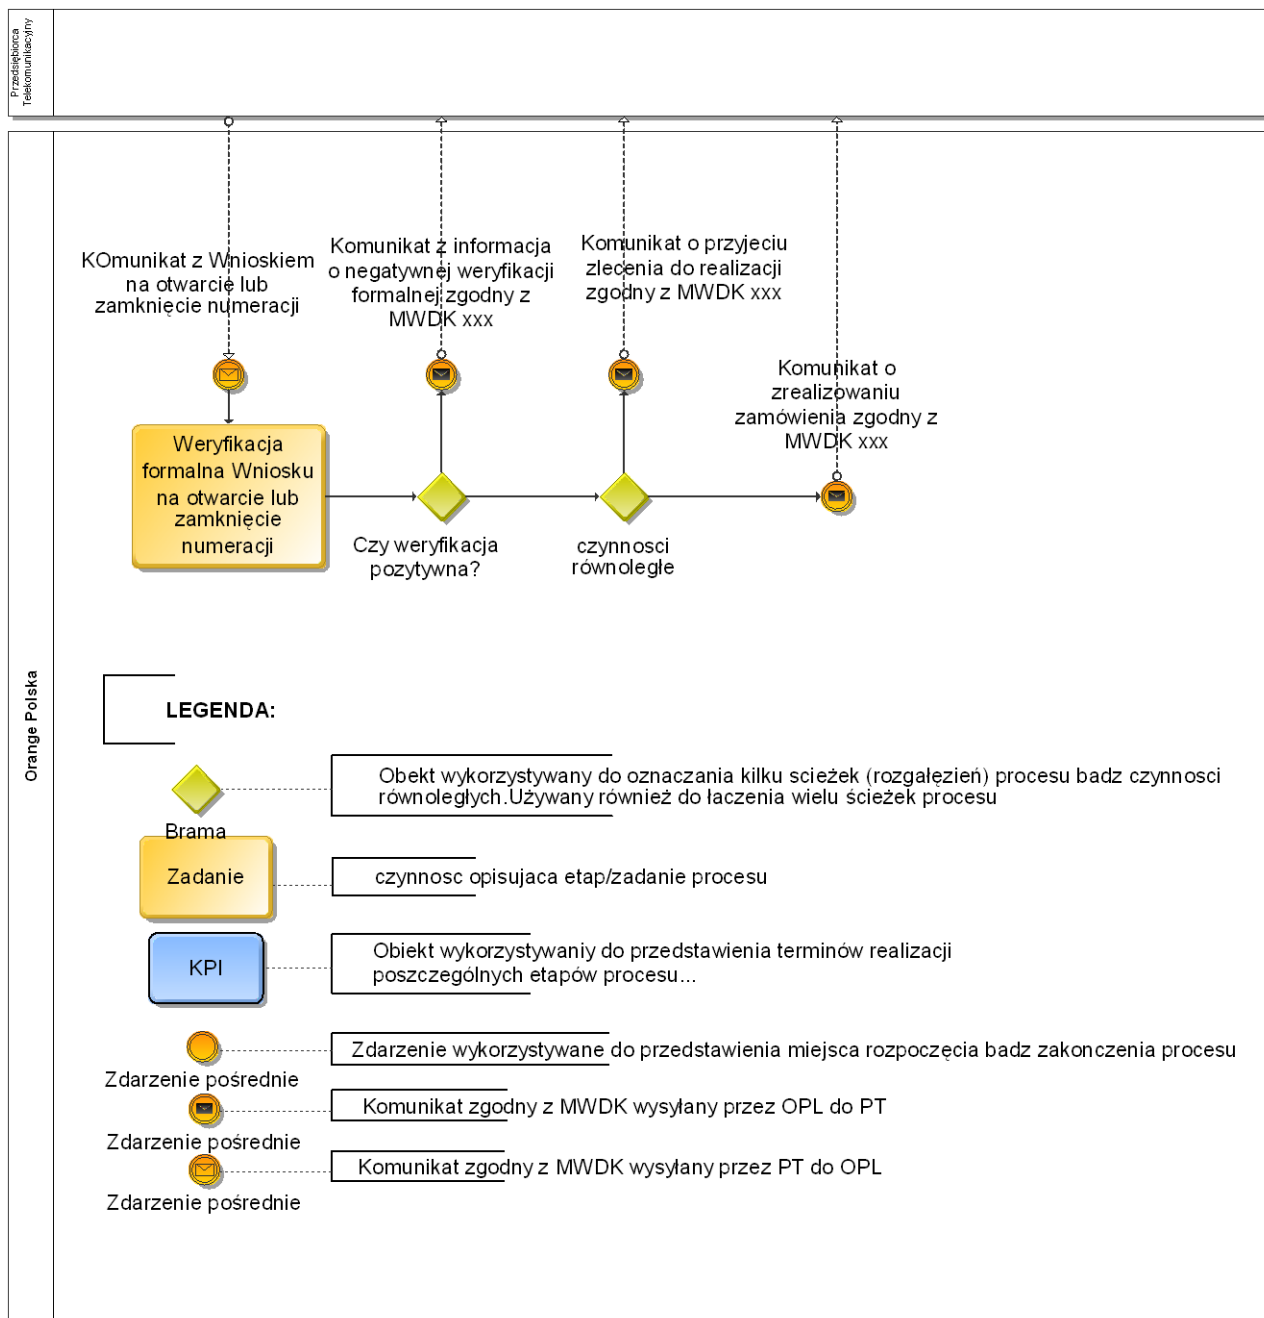 Przedsiębiorca
Telekomunikacyjny
KOmunikat z Wnioskiem
na otwarcie lub
zamknięcie numeracji
Komunikat z informacja
o negatywnej weryfikacji
formalnej zgodny z
MWDK xxx
Komunikat o przyjeciu
zlecenia do realizacji
zgodny z MWDK xxx
Komunikat o
zrealizowaniu
zamówienia zgodny z
MWDK xxx
Weryfikacja
formalna Wniosku
na otwarcie lub
zamknięcie
numeracji
Czy weryfikacja
pozytywna?
czynnosci
równoległe
Orange Polska
LEGENDA:
Obekt wykorzystywany do oznaczania kilku scieżek (rozgałęzień) procesu badz czynnosci
równoległych.Używany również do łaczenia wielu ścieżek procesu
Brama
Zadanie
czynnosc opisujaca etap/zadanie procesu
KPI
Obiekt wykorzystywaniy do przedstawienia terminów realizacji
poszczególnych etapów procesu...
Zdarzenie wykorzystywane do przedstawienia miejsca rozpoczęcia badz zakonczenia procesu
Zdarzenie pośrednie
Komunikat zgodny z MWDK wysyłany przez OPL do PT
Zdarzenie pośrednie
Komunikat zgodny z MWDK wysyłany przez PT do OPL
Zdarzenie pośrednie